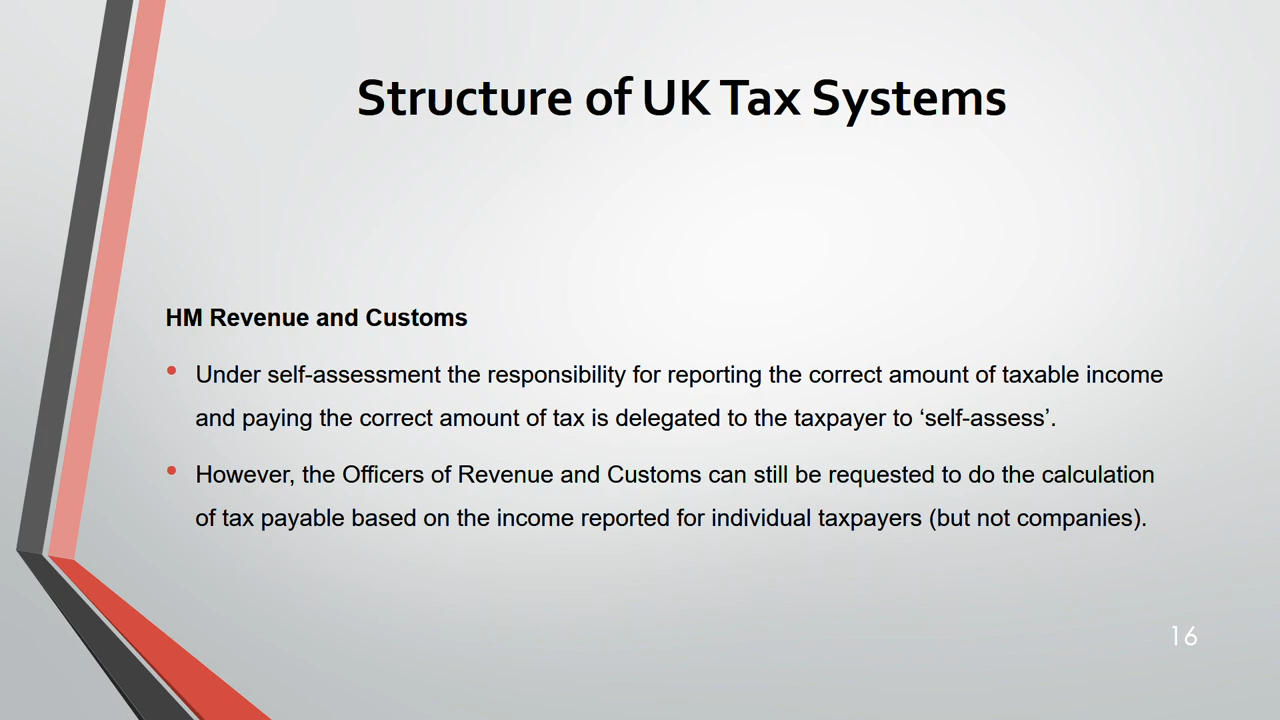 Structure of UK Tax Systems
HM Revenue and Customs
• Under self-assessment the responsibility for reporting the correct amount of taxable income
and paying the correct amount of tax is delegated to the taxpayer to ‘self-assess’.
• However, the Officers of Revenue and Customs can still be requested to do the calculation
of tax payable based on the income reported for individual taxpayers (but not companies).
16